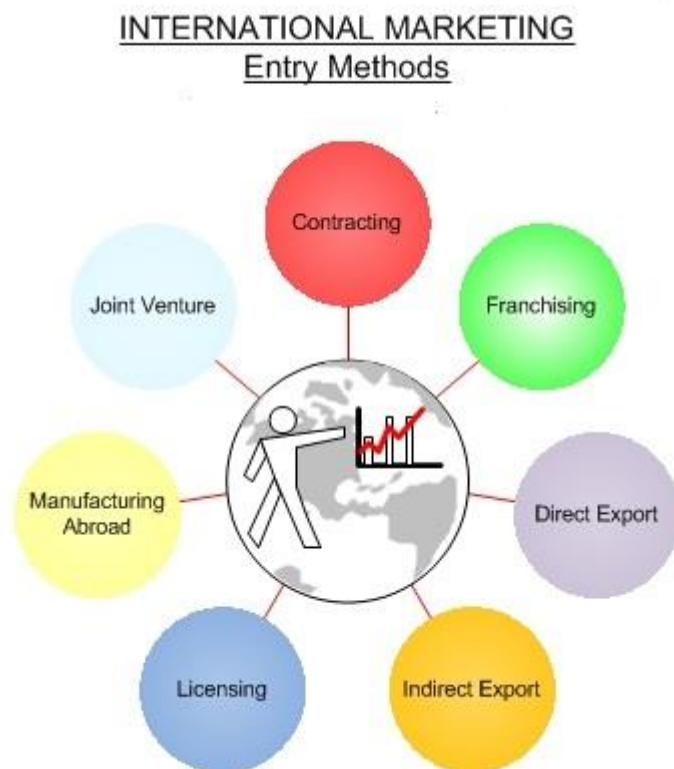 INTERNATIONAL MARKETING
Entry Methods
Contracting
Joint Venture
Franchising
Manufacturing
Abroad
Direct Export
Licensing
Indirect Export